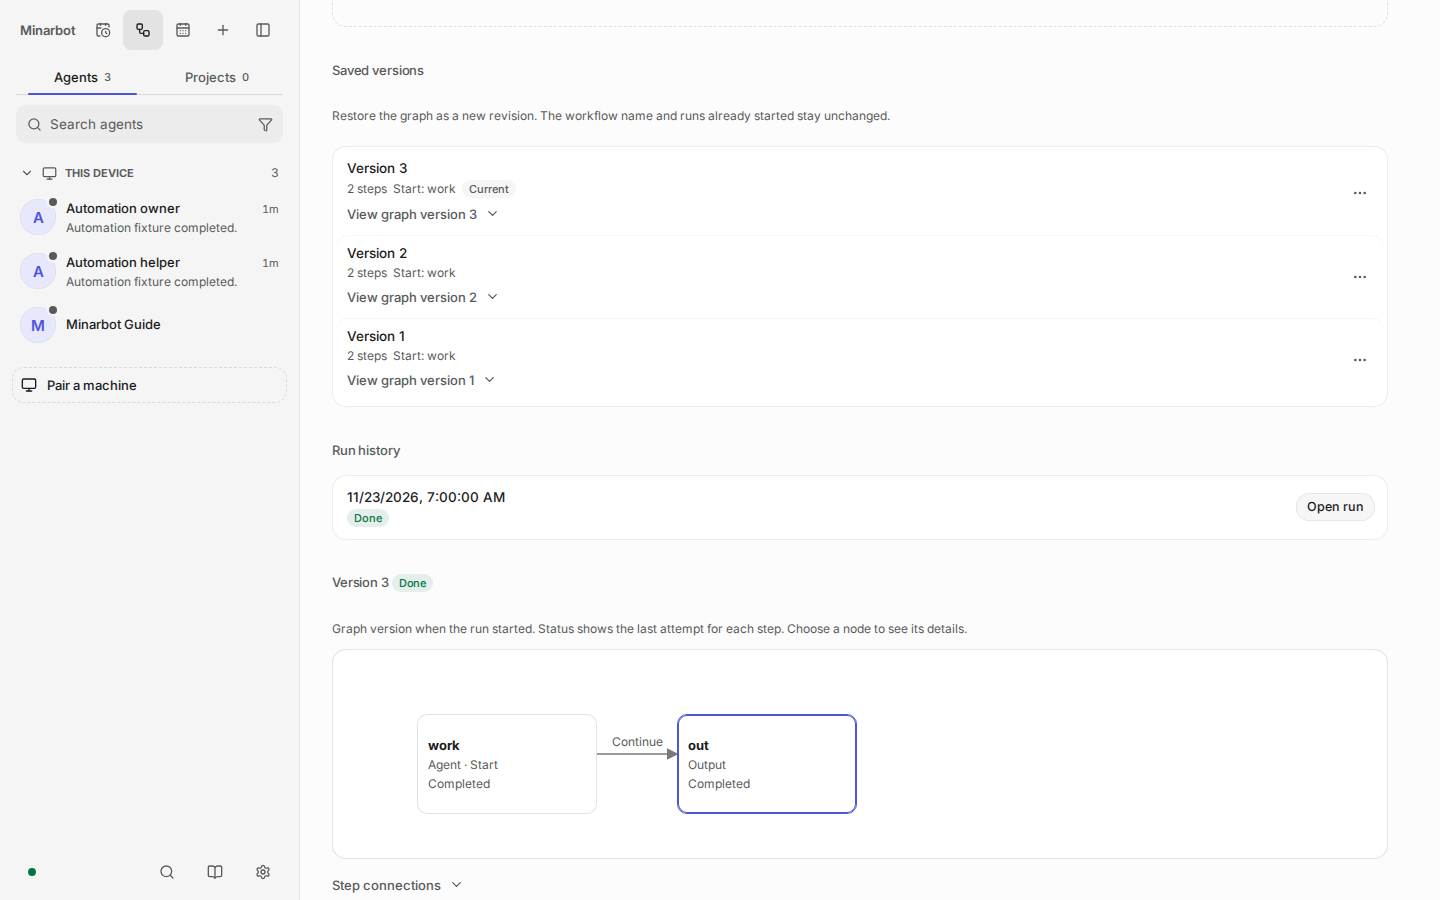 Minarbot
Agents 3
Projects 0
Search agents
THIS DEVICE 3
A
Automation owner 1m
Automation fixture completed.
A
Automation helper 1m
Automation fixture completed.
M
Minarbot Guide
Pair a machine
Saved versions
Restore the graph as a new revision. The workflow name and runs already started stay unchanged.
Version 3
2 steps Start: work Current
View graph version 3
Version 2
2 steps Start: work
View graph version 2
Version 1
2 steps Start: work
View graph version 1
Run history
11/23/2026, 7:00:00 AM
Done
Open run
Version 3 Done
Graph version when the run started. Status shows the last attempt for each step. Choose a node to see its details.
work
Agent · Start
Completed
Continue
out
Output
Completed
Step connections